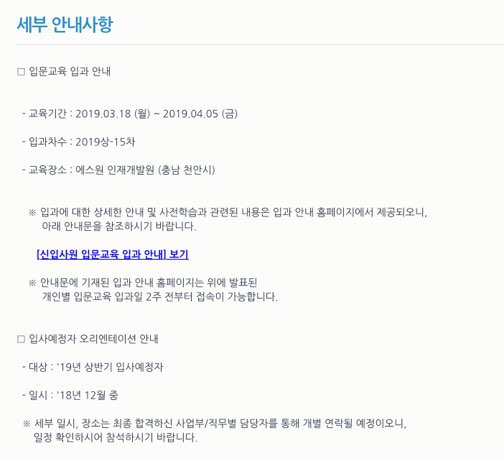 세부 안내사항
□ 입문교육 입과 안내
- 교육기간 : 2019.03.18 (월) ~ 2019.04.05 (금)
- 입과차수 : 2019상-15차
- 교육장소 : 에스원 인재개발원 (충남 천안시)
※ 입과에 대한 상세한 안내 및 사전학습과 관련된 내용은 입과 안내 홈페이지에서 제공되오니,
아래 안내문을 참조하시기 바랍니다.
[신입사원 입문교육 입과 안내] 보기
※ 안내문에 기재된 입과 안내 홈페이지는 위에 발표된
개인별 입문교육 입과일 2주 전부터 접속이 가능합니다.
□ 입사예정자 오리엔테이션 안내
- 대상 : '19년 상반기 입사예정자
- 일시 : '18년 12월 중
※ 세부 일시, 장소는 최종 합격하신 사업부/직무별 담당자를 통해 개별 연락될 예정이오니,
일정 확인하시어 참석하시기 바랍니다.